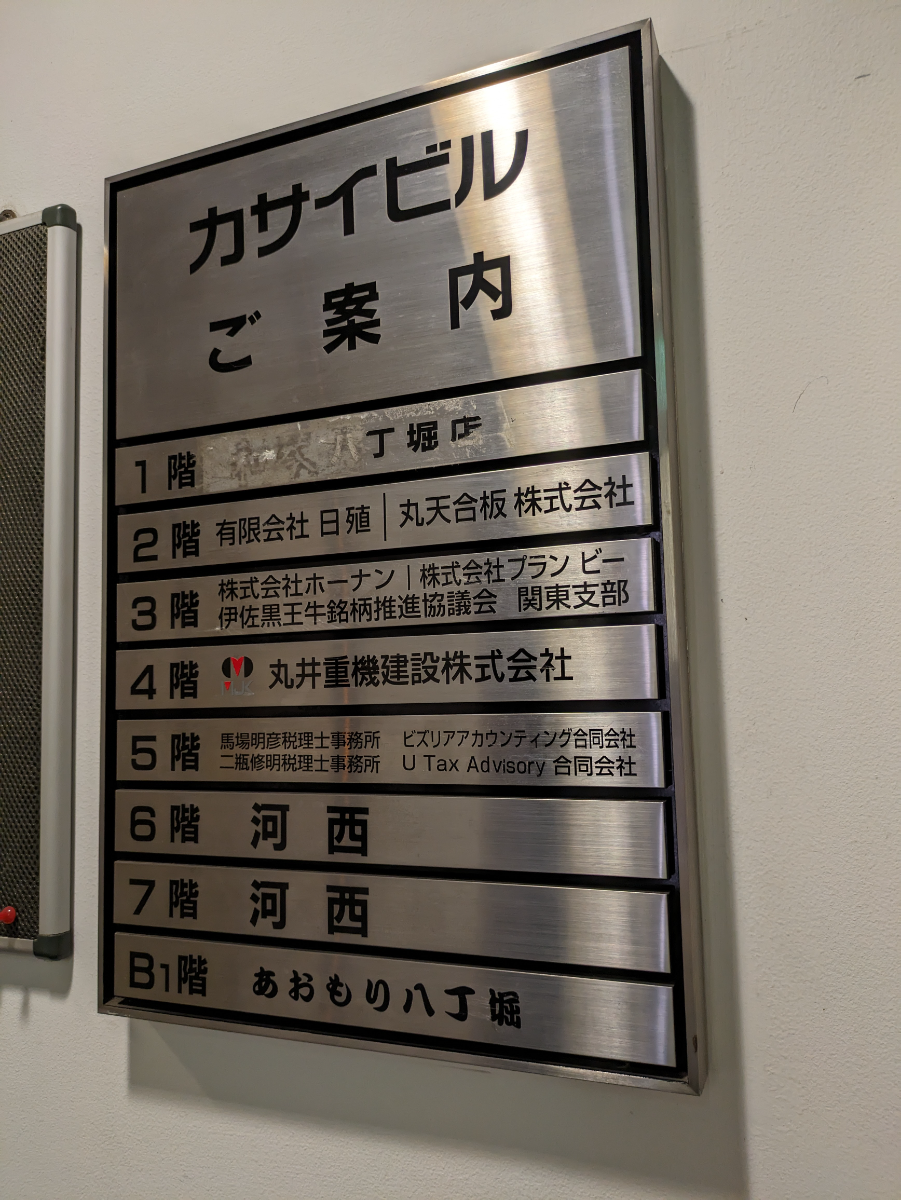 カサイビル
ご案内
1階 丁堀店
2階 有限会社 日殖 | 丸天合板 株式会社
3階 株式会社ホーナン | 株式会社プラン ビー
伊佐黒王牛銘柄推進協議会 関東支部
4階 丸井重機建設株式会社
5階 馬場明彦税理士事務所 ビズリアアカウンティング合同会社
二瓶修明税理士事務所 U Tax Advisory 合同会社
6階 河西
7階 河西
B1階 あおもり八丁堀